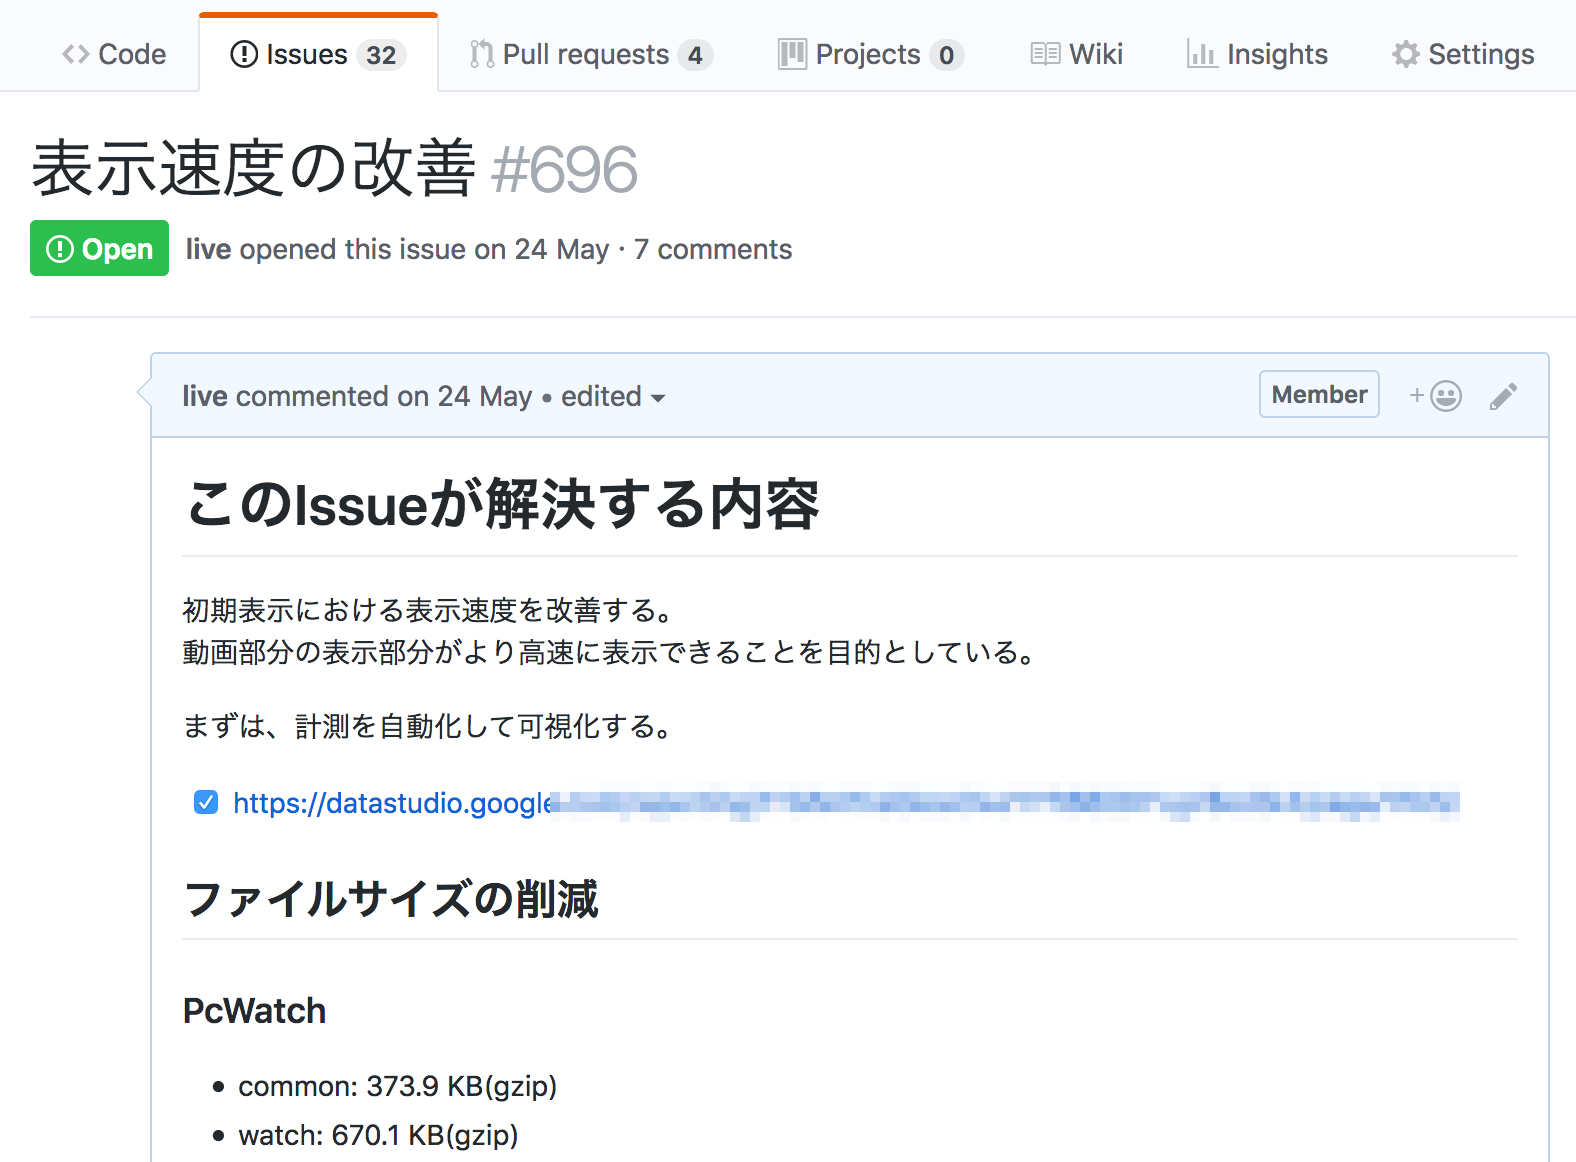 Code Issues 32 Pull requests 4 Projects 0 Wiki Insights Settings
表示速度の改善 #696
Open live opened this issue on 24 May · 7 comments
live commented on 24 May • edited Member +
このIssueが解決する内容
初期表示における表示速度を改善する。
動画部分の表示部分がより高速に表示できることを目的としている。
まずは、計測を自動化して可視化する。
https://datastudio.google
ファイルサイズの削減
PcWatch
common: 373.9 KB(gzip)
watch: 670.1 KB(gzip)